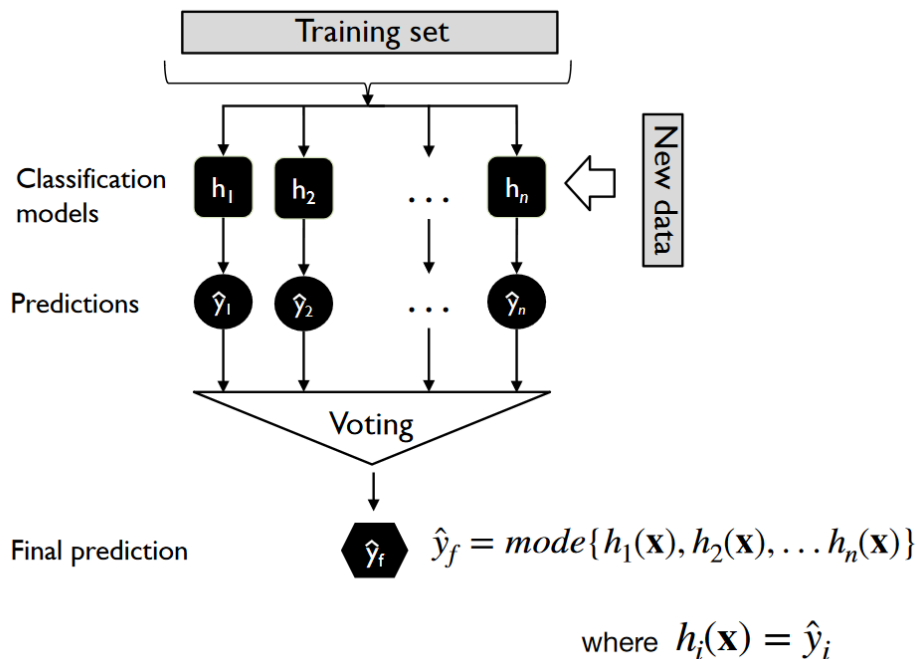 Training set
New data
Classification
models
h₁ h₂ ... hₙ
Predictions
ŷ₁ ŷ₂ ... ŷₙ
Voting
Final prediction
ŷf
ŷ_f = mode{h₁(𝐱), h₂(𝐱), . . . hₙ(𝐱)}
where hᵢ(𝐱) = ŷᵢ